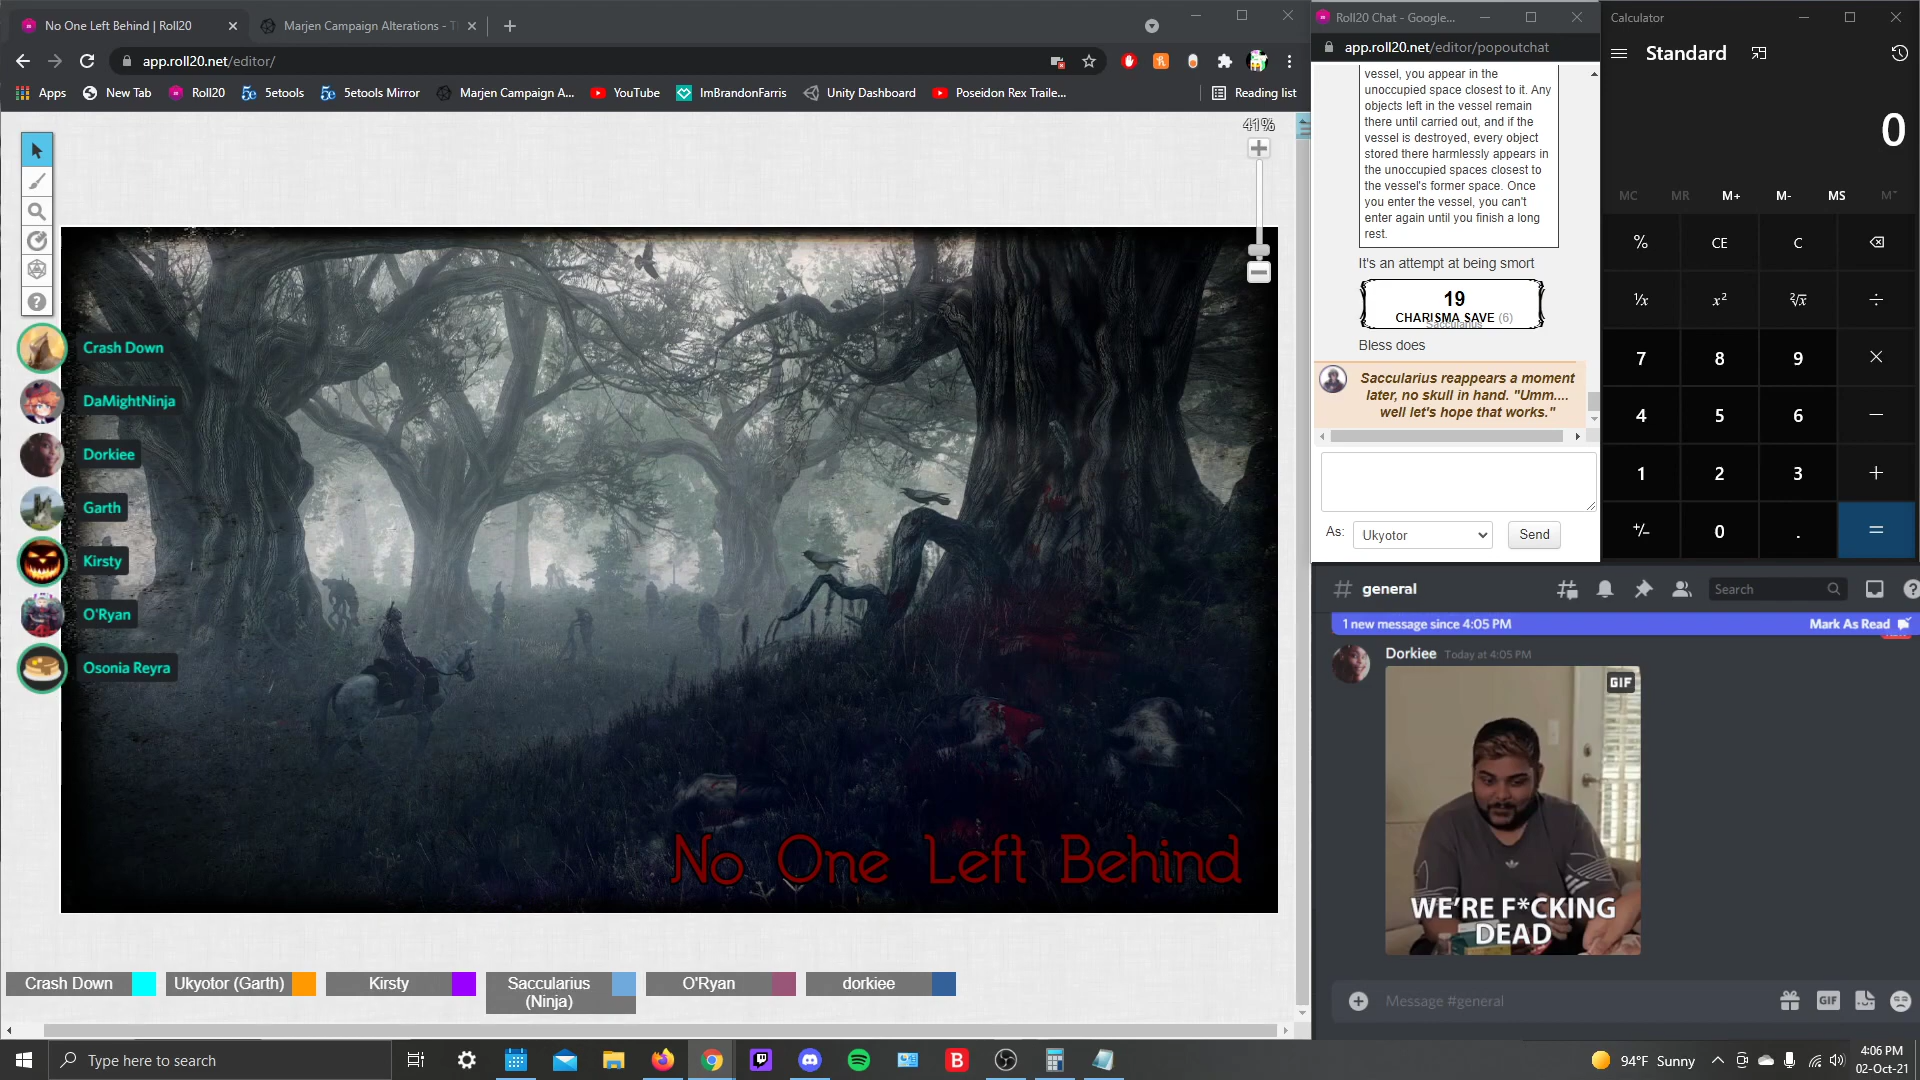 No One Left Behind | Roll20
Marjen Campaign Alterations - T
app.roll20.net/editor/
Apps
New Tab
Roll20
5etools
5etools Mirror
Marjen Campaign A...
YouTube
ImBrandonFarris
Unity Dashboard
Poseidon Rex Traile...
Reading list
41%
Crash Down
DaMightNinja
Dorkiee
Garth
Kirsty
O'Ryan
Osonia Reyra
No One Left Behind
Crash Down
Ukyotor (Garth)
Kirsty
Saccularius
(Ninja)
O'Ryan
dorkiee
Roll20 Chat - Google...
app.roll20.net/editor/popoutchat
vessel, you appear in the
unoccupied space closest to it. Any
objects left in the vessel remain
there until carried out, and if the
vessel is destroyed, every object
stored there harmlessly appears in
the unoccupied spaces closest to
the vessel's former space. Once
you enter the vessel, you can't
enter again until you finish a long
rest.
It's an attempt at being smort
19
CHARISMA SAVE (6)
Saccularius
Bless does
Saccularius reappears a moment
later, no skull in hand. "Umm....
well let's hope that works."
As:
Ukyotor
Send
Calculator
Standard
0
MC MR M+ M- MS M˅
% CE C
¹/x x² ²√x ÷
7 8 9 ×
4 5 6 −
1 2 3 +
+/- 0 . =
# general
Search
1 new message since 4:05 PM
Mark As Read
NEW
Dorkiee Today at 4:05 PM
GIF
WE'RE F*CKING
DEAD
Message #general
GIF
Type here to search
94°F Sunny
4:06 PM
02-Oct-21